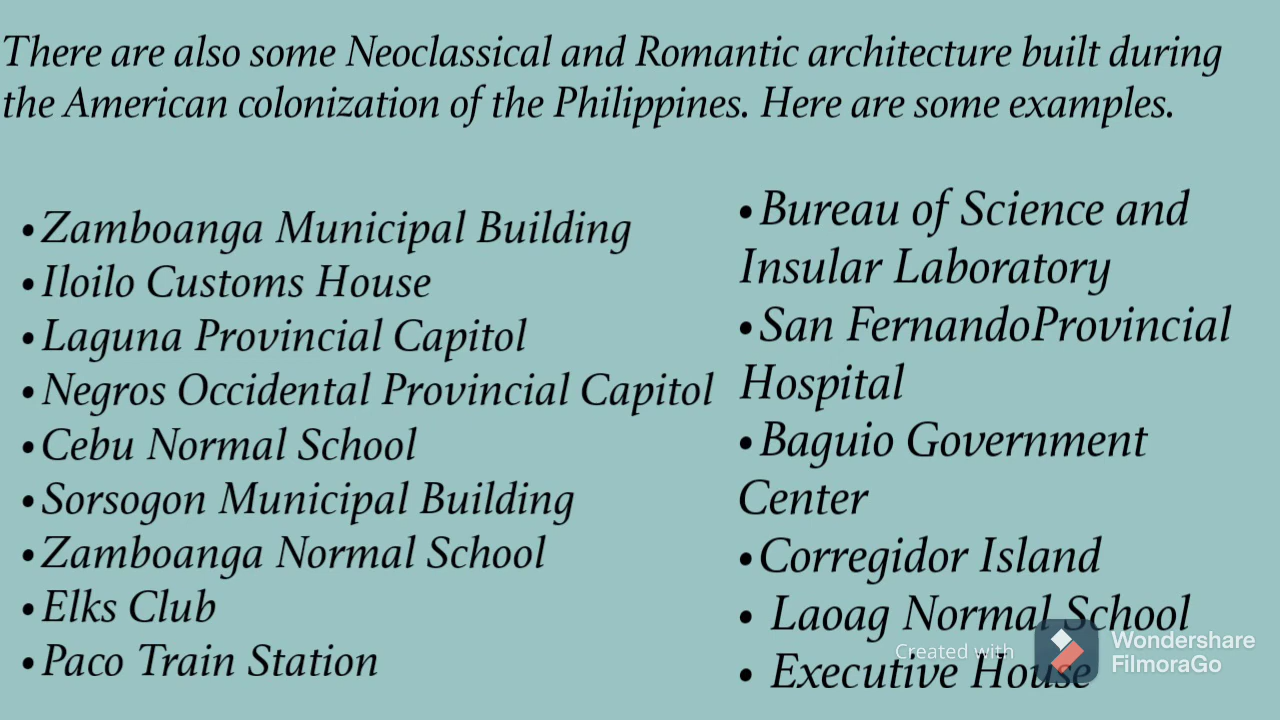 There are also some Neoclassical and Romantic architecture built during
the American colonization of the Philippines. Here are some examples.
•Zamboanga Municipal Building
•Iloilo Customs House
•Laguna Provincial Capitol
•Negros Occidental Provincial Capitol
•Cebu Normal School
•Sorsogon Municipal Building
•Zamboanga Normal School
•Elks Club
•Paco Train Station
•Bureau of Science and
Insular Laboratory
•San FernandoProvincial
Hospital
•Baguio Government
Center
•Corregidor Island
• Laoag Normal School
• Executive House
Created with
Wondershare
FilmoraGo